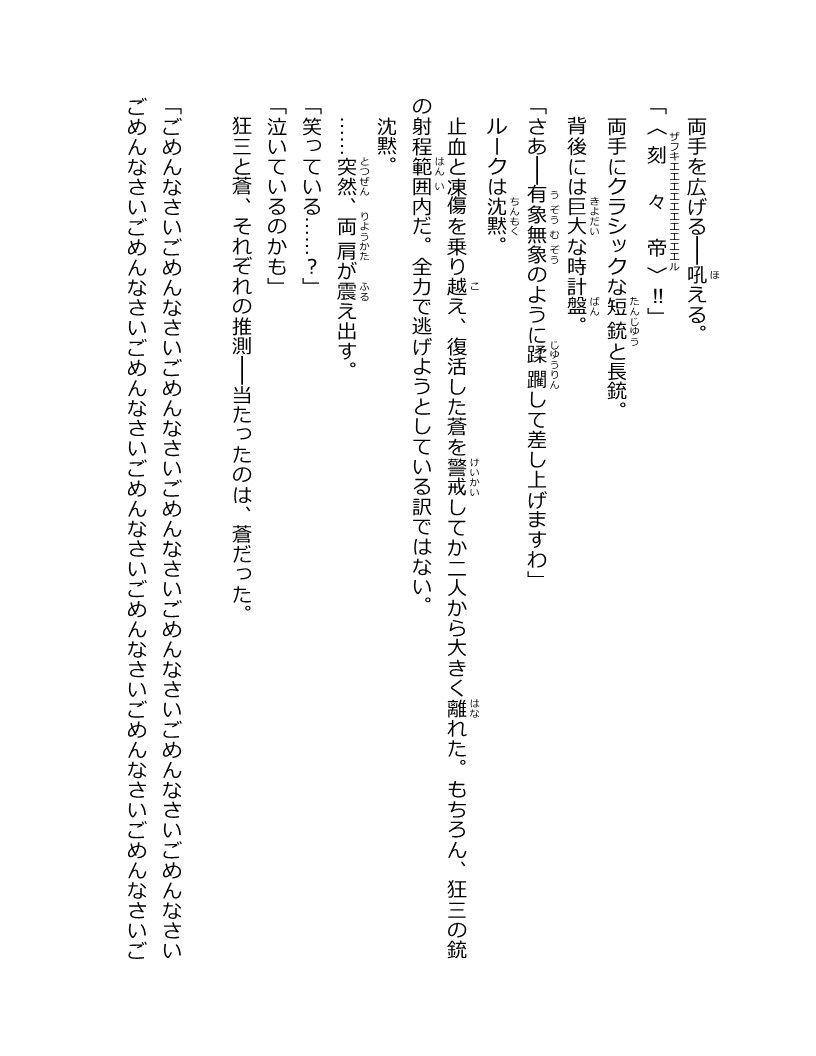 両手を広げる──吼える。
「〈刻々帝〉‼」
両手にクラシックな短銃と長銃。
背後には巨大な時計盤。
「さあ──有象無象のように蹂躙して差し上げますわ」
ルークは沈黙。
止血と凍傷を乗り越え、復活した蒼を警戒してか二人から大きく離れた。もちろん、狂三の銃
の射程範囲内だ。全力で逃げようとしている訳ではない。
沈黙。
……突然、両肩が震え出す。
「笑っている……？」
「泣いているのかも」
狂三と蒼、それぞれの推測──当たったのは、蒼だった。
「ごめんなさいごめんなさいごめんなさいごめんなさいごめんなさいごめんなさいごめんなさい
ごめんなさいごめんなさいごめんなさいごめんなさいごめんなさいごめんなさいごめんなさいご